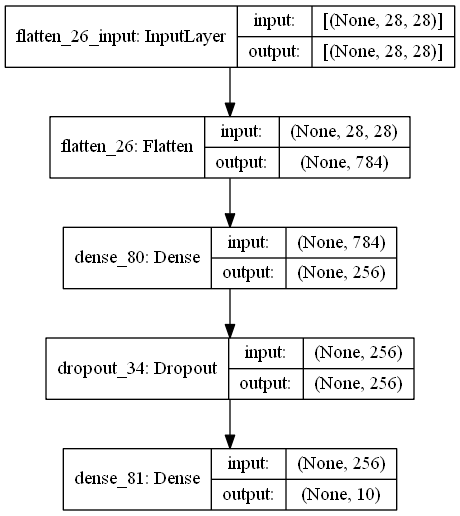 flatten_26_input: InputLayer input: [(None, 28, 28)]
output: [(None, 28, 28)]
flatten_26: Flatten input: (None, 28, 28)
output: (None, 784)
dense_80: Dense input: (None, 784)
output: (None, 256)
dropout_34: Dropout input: (None, 256)
output: (None, 256)
dense_81: Dense input: (None, 256)
output: (None, 10)